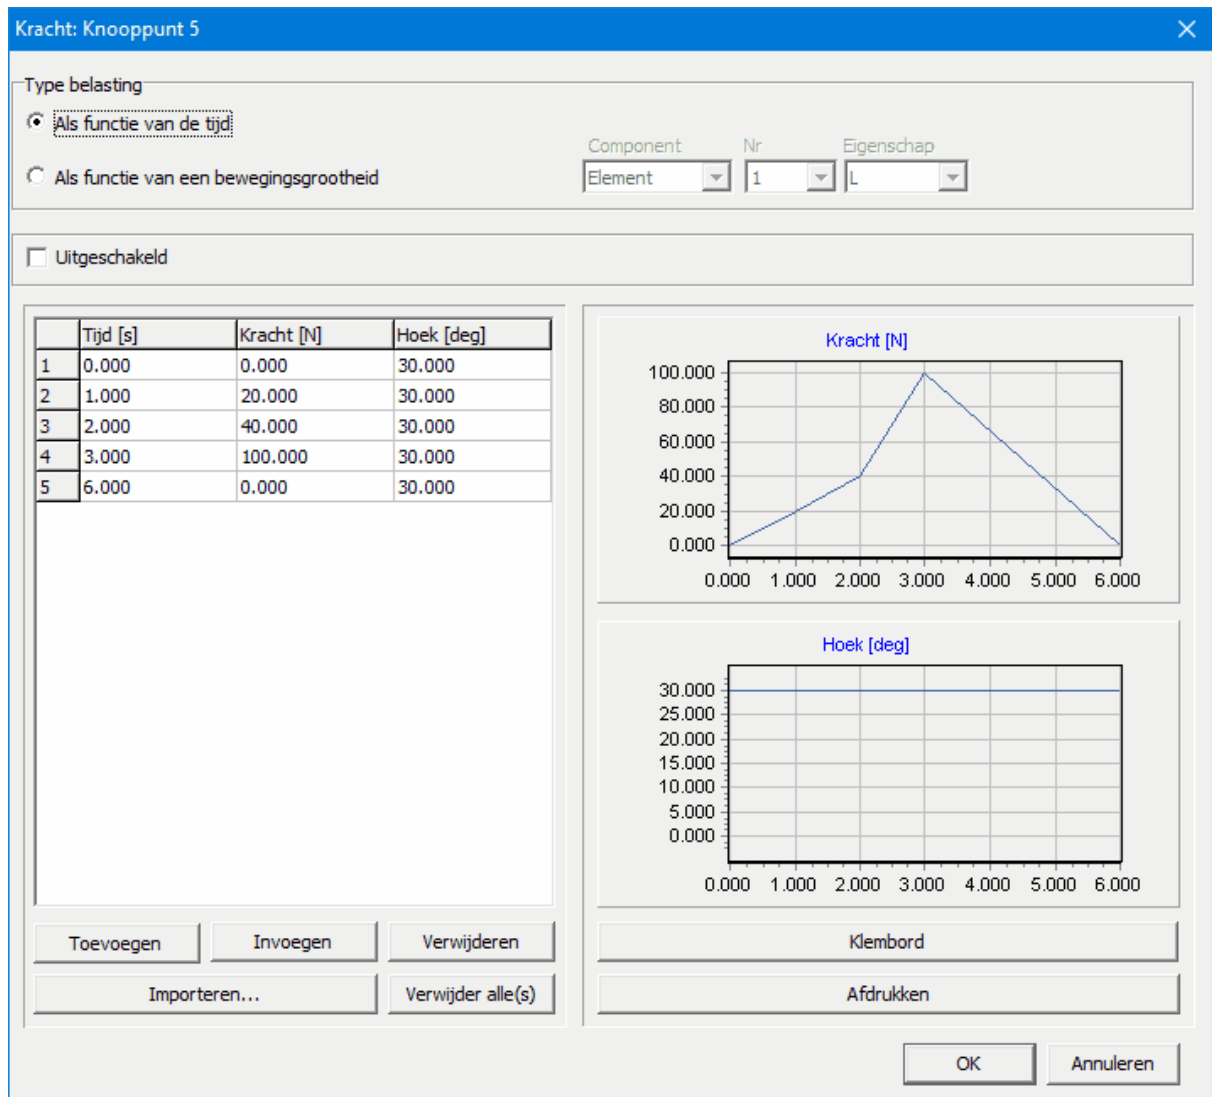 Kracht: Knooppunt 5
Type belasting
Als functie van de tijd
Component Nr Eigenschap
Als functie van een bewegingsgrootheid Element 1 L
Uitgeschakeld
Tijd [s] Kracht [N] Hoek [deg]
1 0.000 0.000 30.000
2 1.000 20.000 30.000
3 2.000 40.000 30.000
4 3.000 100.000 30.000
5 6.000 0.000 30.000
Toevoegen Invoegen Verwijderen
Importeren... Verwijder alle(s)
Kracht [N]
100.000
80.000
60.000
40.000
20.000
0.000
0.000 1.000 2.000 3.000 4.000 5.000 6.000
Hoek [deg]
30.000
25.000
20.000
15.000
10.000
5.000
0.000
0.000 1.000 2.000 3.000 4.000 5.000 6.000
Klembord
Afdrukken
OK Annuleren